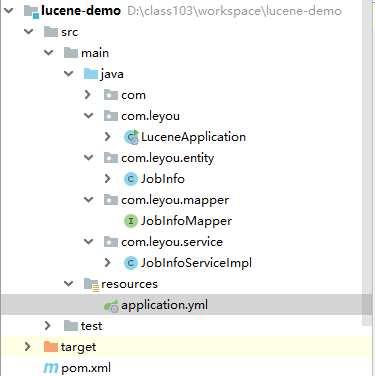 lucene-demo D:\class103\workspace\lucene-demo
src
main
java
com
com.leyou
LuceneApplication
com.leyou.entity
JobInfo
com.leyou.mapper
JobInfoMapper
com.leyou.service
JobInfoServiceImpl
resources
application.yml
test
target
pom.xml